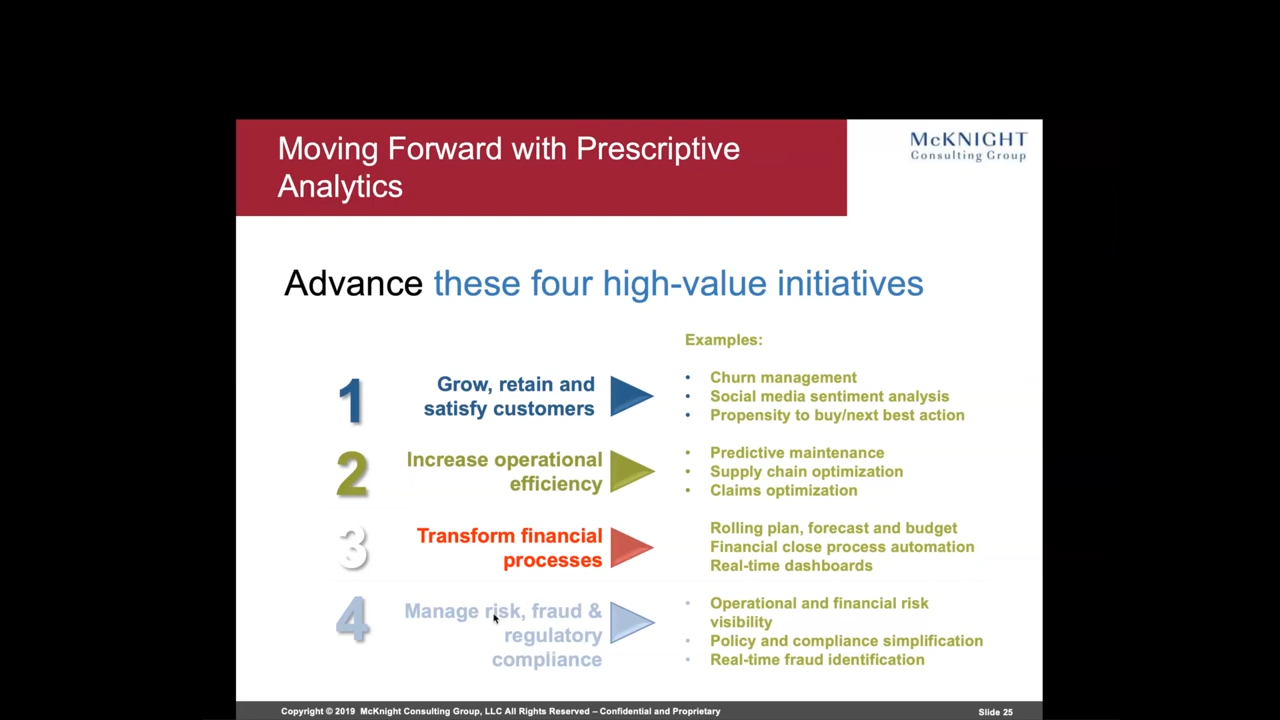 Moving Forward with Prescriptive
Analytics
McKNIGHT
Consulting Group
Advance these four high-value initiatives
Examples:
1
Grow, retain and
satisfy customers
• Churn management
• Social media sentiment analysis
• Propensity to buy/next best action
2
Increase operational
efficiency
• Predictive maintenance
• Supply chain optimization
• Claims optimization
3
Transform financial
processes
Rolling plan, forecast and budget
Financial close process automation
Real-time dashboards
4
Manage risk, fraud &
regulatory
compliance
• Operational and financial risk
visibility
• Policy and compliance simplification
• Real-time fraud identification
Copyright © 2019 McKnight Consulting Group, LLC All Rights Reserved – Confidential and Proprietary
Slide 25